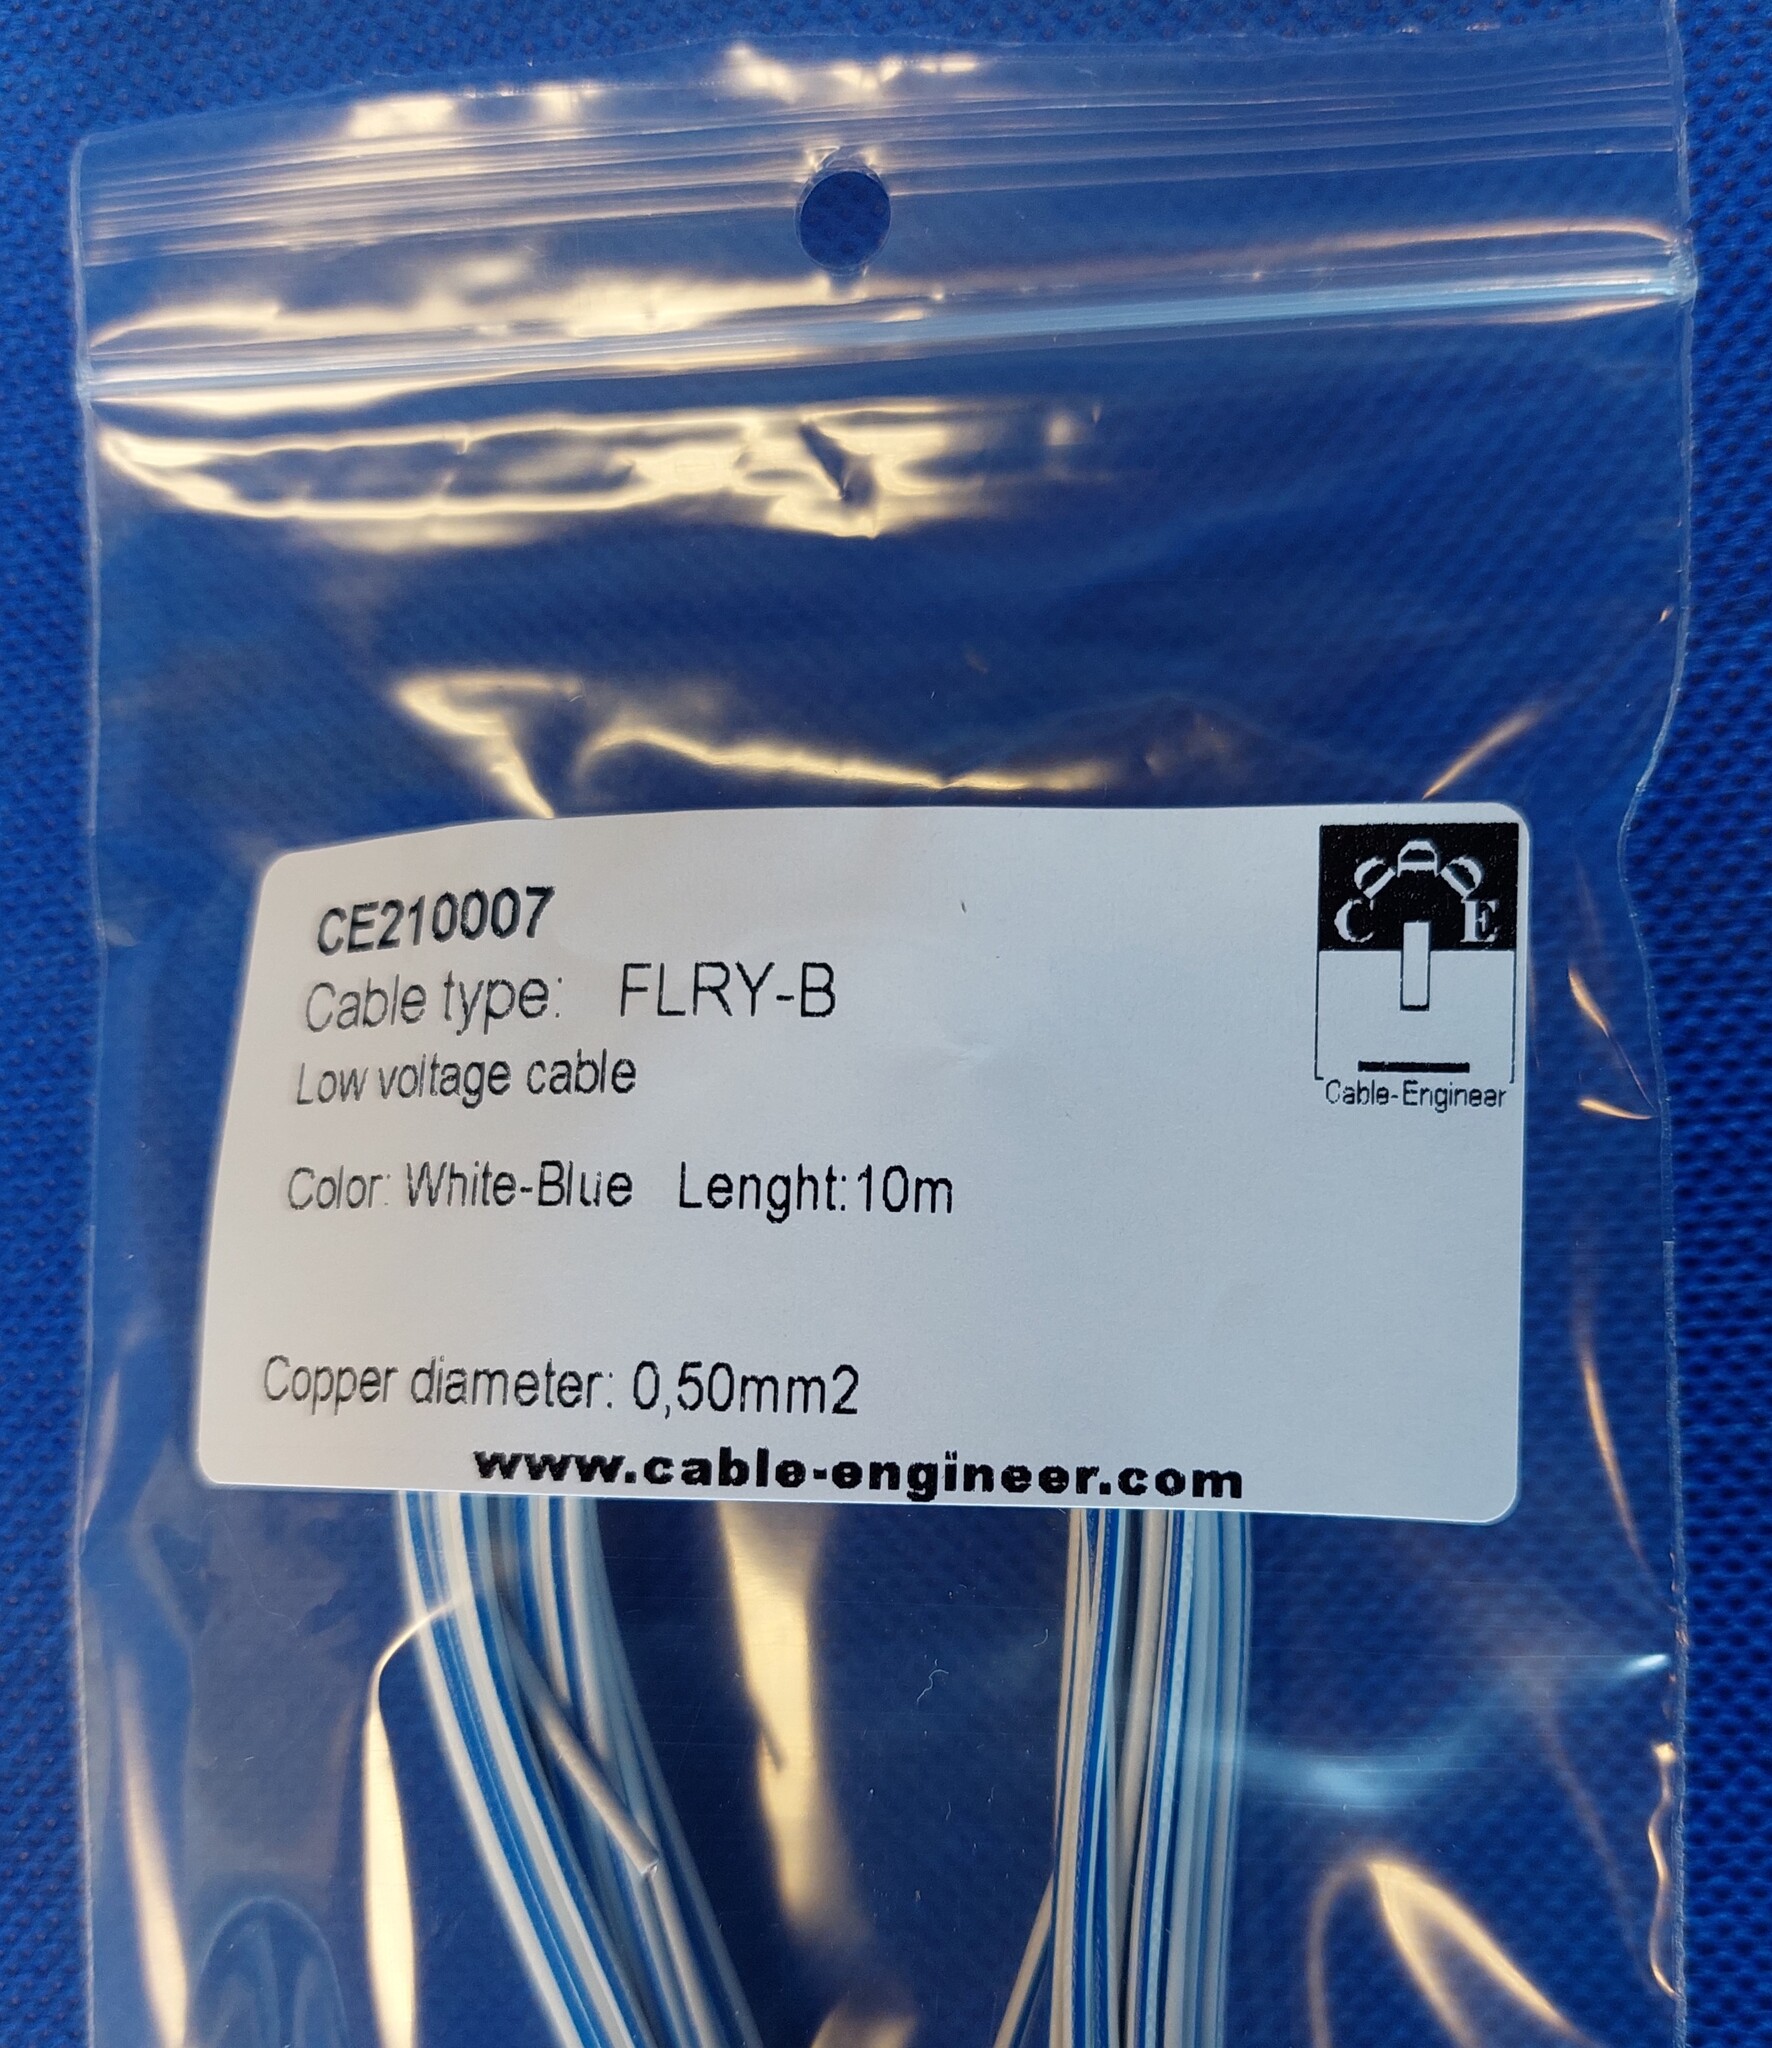 CE210007
Cable type: FLRY-B
Low voltage cable
Color: White-Blue Lenght:10m
Copper diameter: 0,50mm2
www.cable-engineer.com
C E
Cable-Engineer